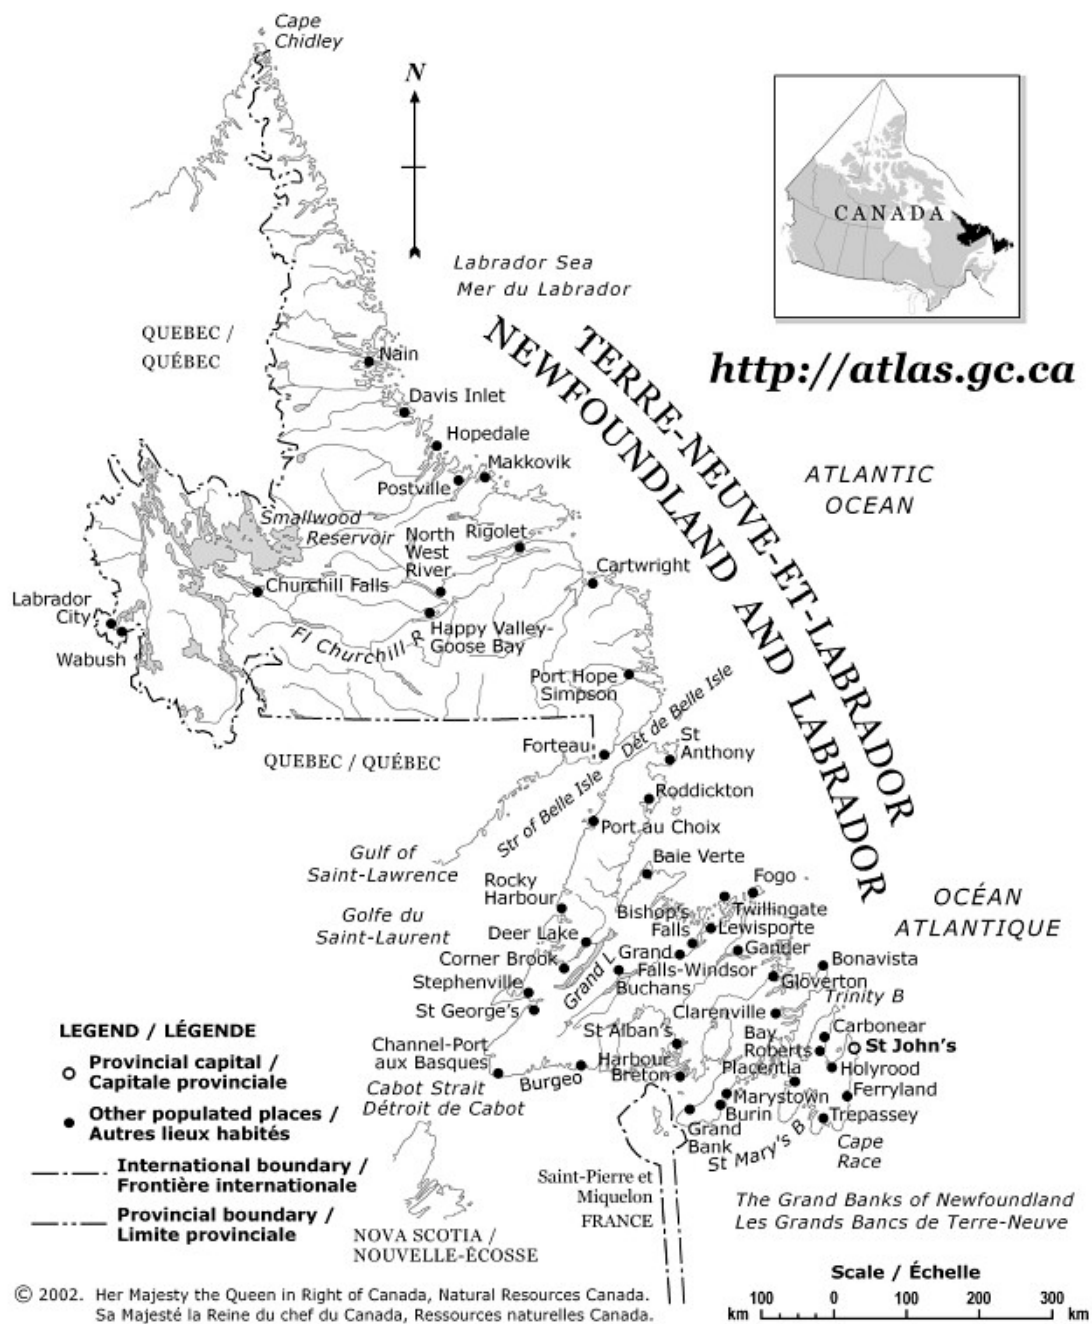 Cape
Chidley
N
Labrador Sea
Mer du Labrador
CANADA
http://atlas.gc.ca
TERRE-NEUVE-ET-LABRADOR
NEWFOUNDLAND AND LABRADOR
QUEBEC /
QUÉBEC
Nain
Davis Inlet
Hopedale
Makkovik
Postville
ATLANTIC
OCEAN
Smallwood
Reservoir
North
West
River
Rigolet
Cartwright
Churchill Falls
Labrador
City
Wabush
Fl Churchill R
Happy Valley-
Goose Bay
Port Hope
Simpson
Dét de Belle Isle
Str of Belle Isle
QUEBEC / QUÉBEC
Forteau
St
Anthony
Roddickton
Port au Choix
Gulf of
Saint-Lawrence
Golfe du
Saint-Laurent
Baie Verte
Fogo
Rocky
Harbour
Twillingate
Bishop's
Falls
Lewisporte
OCÉAN
ATLANTIQUE
Deer Lake
Grand
Falls-Windsor
Gander
Bonavista
Corner Brook
Grand L
Buchans
Gloverton
Stephenville
St George's
Trinity B
Clarenville
St Alban's
Bay
Roberts
Carbonear
St John's
Channel-Port
aux Basques
Burgeo
Harbour
Breton
Placentia
Holyrood
Ferryland
Marystown
Burin
Grand
Bank
Trepassey
St Mary's B
Cape
Race
Cabot Strait
Détroit de Cabot
Saint-Pierre et
Miquelon
FRANCE
The Grand Banks of Newfoundland
Les Grands Bancs de Terre-Neuve
NOVA SCOTIA /
NOUVELLE-ÉCOSSE
LEGEND / LÉGENDE
Provincial capital /
Capitale provinciale
Other populated places /
Autres lieux habités
International boundary /
Frontière internationale
Provincial boundary /
Limite provinciale
Scale / Échelle
km 100 0 100 200 300 km
© 2002. Her Majesty the Queen in Right of Canada, Natural Resources Canada.
Sa Majesté la Reine du chef du Canada, Ressources naturelles Canada.